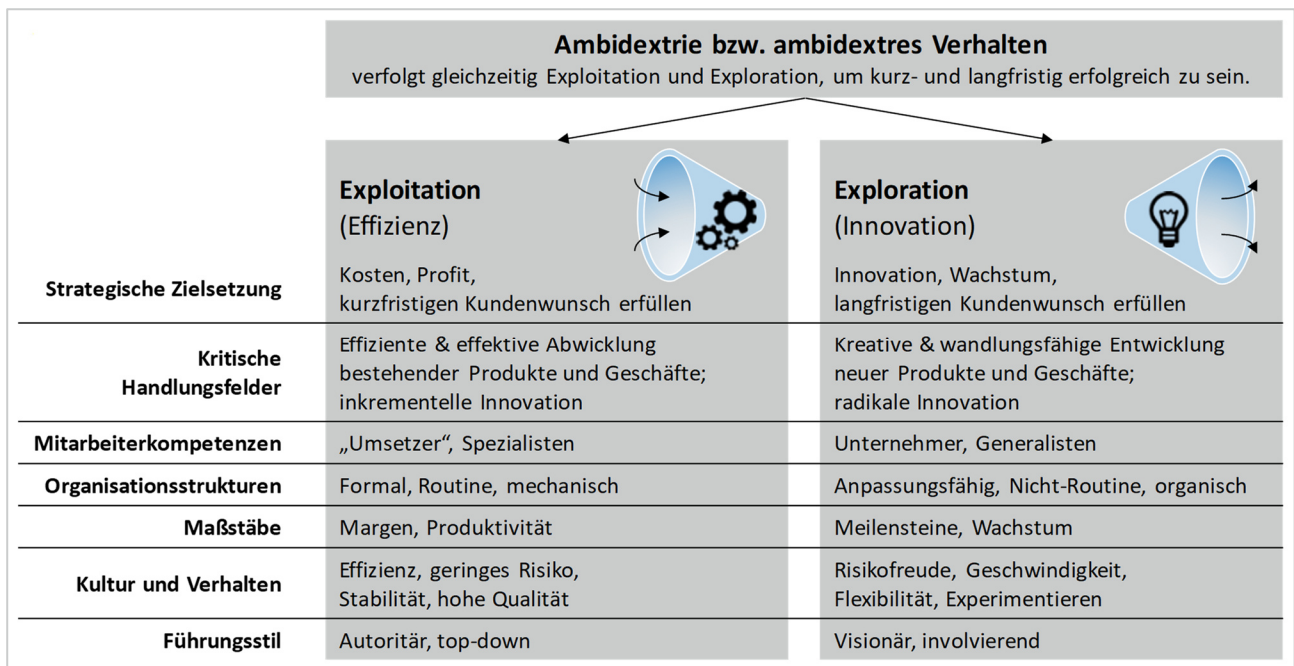 Ambidextrie bzw. ambidextres Verhalten
verfolgt gleichzeitig Exploitation und Exploration, um kurz- und langfristig erfolgreich zu sein.
Exploitation
(Effizienz)
Exploration
(Innovation)
Strategische Zielsetzung
Kosten, Profit,
kurzfristigen Kundenwunsch erfüllen
Innovation, Wachstum,
langfristigen Kundenwunsch erfüllen
Kritische
Handlungsfelder
Effiziente & effektive Abwicklung
bestehender Produkte und Geschäfte;
inkrementelle Innovation
Kreative & wandlungsfähige Entwicklung
neuer Produkte und Geschäfte;
radikale Innovation
Mitarbeiterkompetenzen
„Umsetzer“, Spezialisten
Unternehmer, Generalisten
Organisationsstrukturen
Formal, Routine, mechanisch
Anpassungsfähig, Nicht-Routine, organisch
Maßstäbe
Margen, Produktivität
Meilensteine, Wachstum
Kultur und Verhalten
Effizienz, geringes Risiko,
Stabilität, hohe Qualität
Risikofreude, Geschwindigkeit,
Flexibilität, Experimentieren
Führungsstil
Autoritär, top-down
Visionär, involvierend